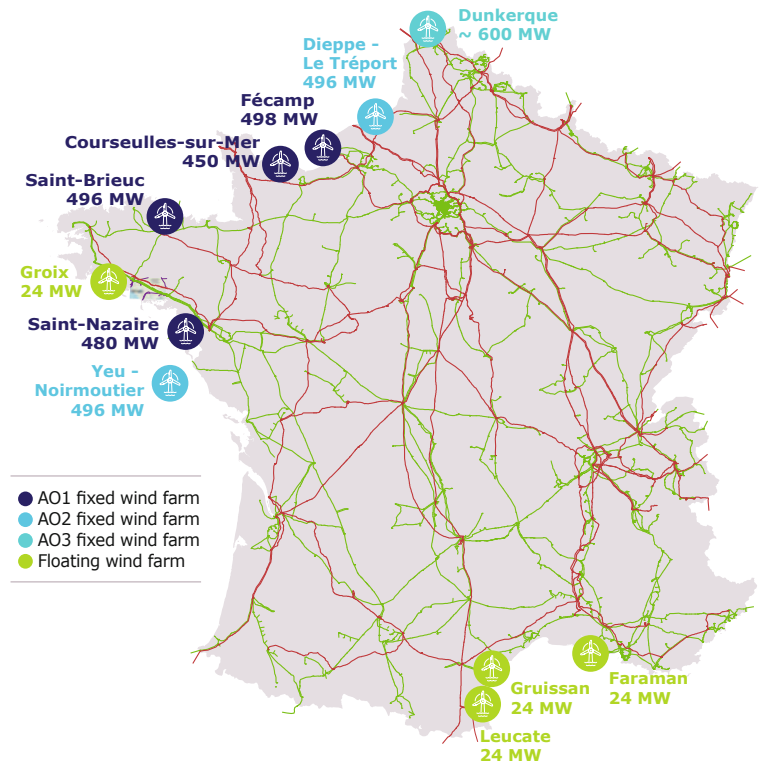 Dunkerque
~ 600 MW
Dieppe -
Le Tréport
496 MW
Fécamp
498 MW
Courseulles-sur-Mer
450 MW
Saint-Brieuc
496 MW
Groix
24 MW
Saint-Nazaire
480 MW
Yeu -
Noirmoutier
496 MW
AO1 fixed wind farm
AO2 fixed wind farm
AO3 fixed wind farm
Floating wind farm
Gruissan
24 MW
Faraman
24 MW
Leucate
24 MW